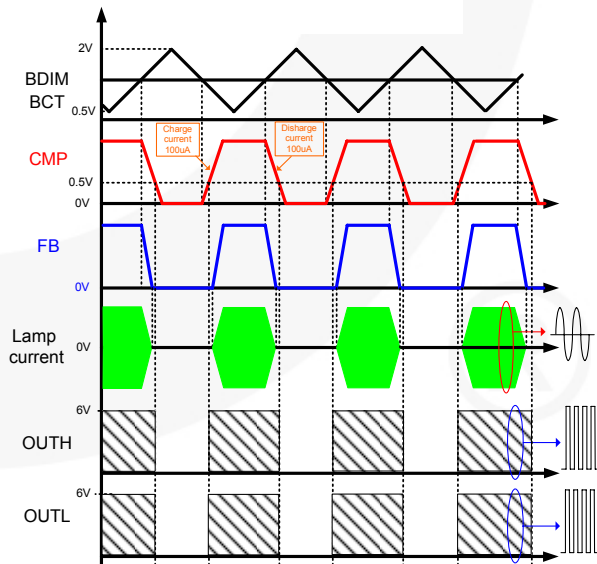 2V
BDIM
BCT
0.5V
Charge
current
100uA
Disharge
current
100uA
CMP
0.5V
0V
FB
0V
Lamp
current
0V
6V
OUTH
6V
OUTL